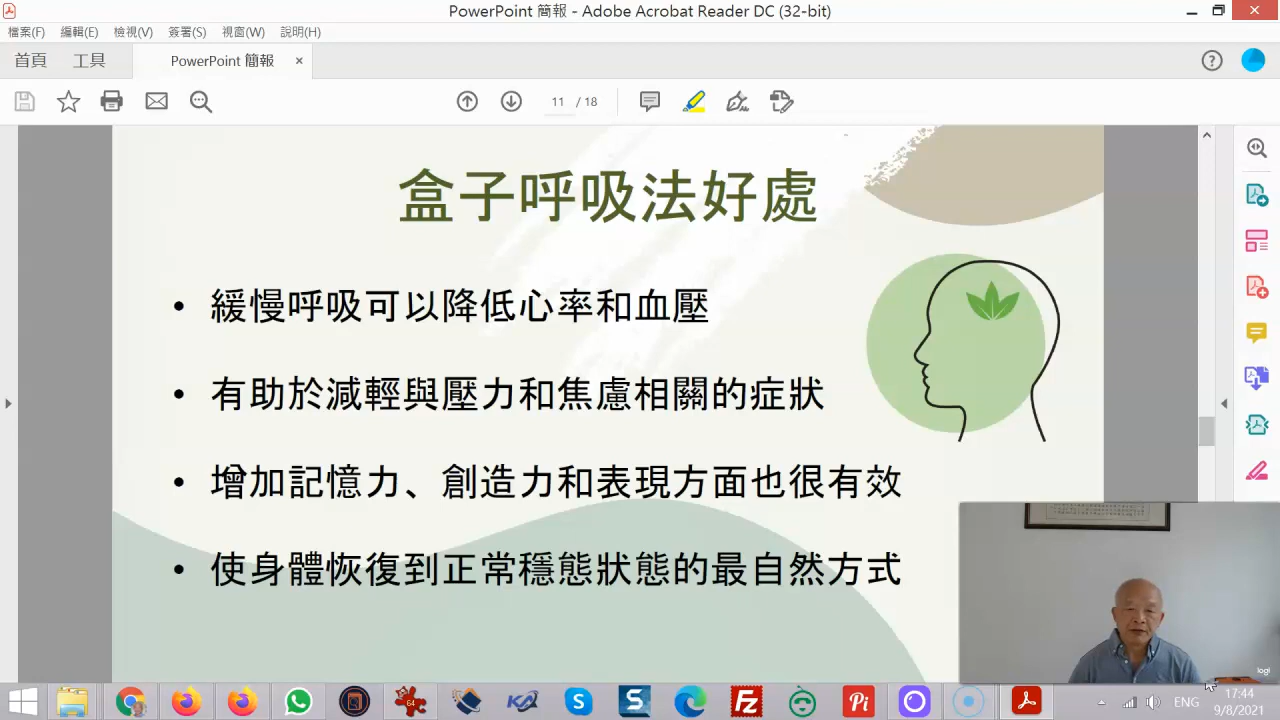 PowerPoint 簡報 - Adobe Acrobat Reader DC (32-bit)
檔案(F) 編輯(E) 檢視(V) 簽署(S) 視窗(W) 說明(H)
首頁 工具 PowerPoint 簡報 ×
11 / 18
盒子呼吸法好處
• 緩慢呼吸可以降低心率和血壓
• 有助於減輕與壓力和焦慮相關的症狀
• 增加記憶力、創造力和表現方面也很有效
• 使身體恢復到正常穩態狀態的最自然方式
logi
64
S
S
Fz
Pi
ENG
17:44
9/8/2021